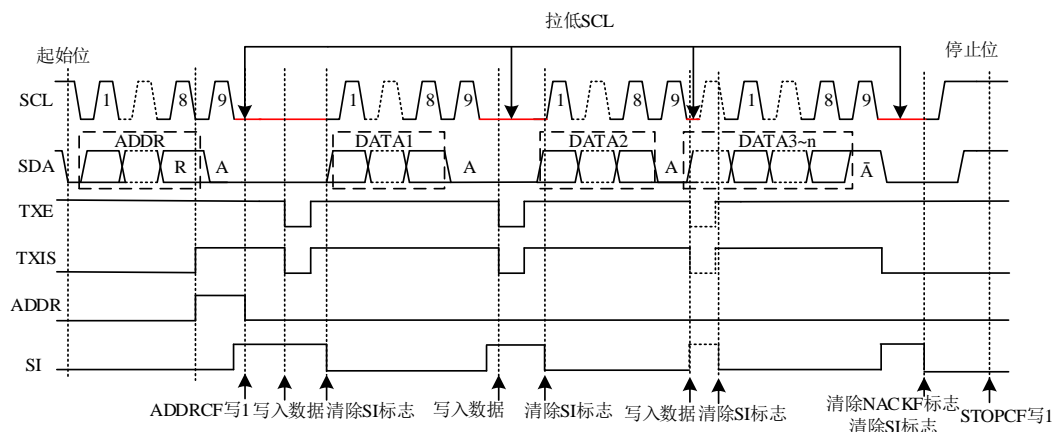 拉低SCL
起始位
停止位
SCL
1 8 9 1 8 9 1 8 9 1 8 9
ADDR DATA1 DATA2 DATA3~n
SDA
R A A A Ā
TXE
TXIS
ADDR
SI
ADDRCF写1 写入数据 清除SI标志 写入数据 清除SI标志 写入数据 清除SI标志 清除NACKF标志 STOPCF写1
清除SI标志